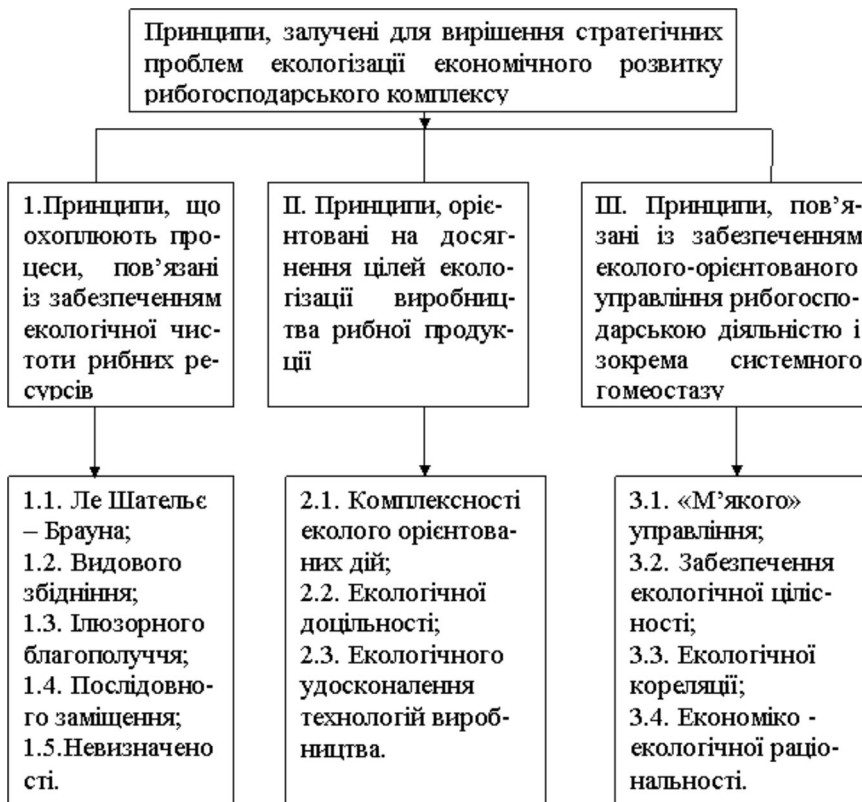 Принципи, залучені для вирішення стратегічних
проблем екологізації економічного розвитку
рибогосподарського комплексу
1.Принципи, що
охоплюють про-
цеси, пов’язані
із забезпеченням
екологічної чис-
тоти рибних ре-
сурсів
II. Принципи, оріє-
нтовані на досяг-
нення цілей еколо-
гізації виробниц-
тва рибної продук-
ції
III. Принципи, пов’я-
зані із забезпеченням
еколого-орієнтованого
управління рибогоспо-
дарською діяльністю і
зокрема системного
гомеостазу
1.1. Ле Шательє
– Брауна;
1.2. Видового
збідніння;
1.3. Ілюзорного
благополуччя;
1.4. Послідовно-
го заміщення;
1.5.Невизначено
сті.
2.1. Комплексності
еколого орієнтова-
них дій;
2.2. Екологічної
доцільності;
2.3. Екологічного
удосконалення
технологій вироб-
ництва.
3.1. «М’якого»
управління;
3.2. Забезпечення
екологічної ціліс-
ності;
3.3. Екологічної
кореляції;
3.4. Економіко -
екологічної раціо-
нальності.